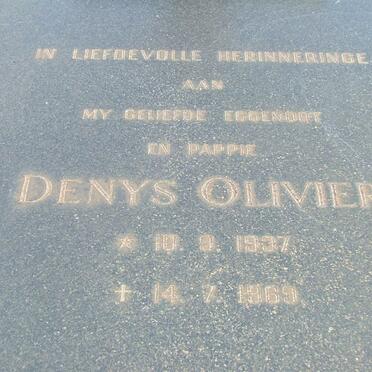 IN LIEFDEVOLLE HERINNERINGE
AAN
MY GELIEFDE EGGENOOT
EN PAPPIE
DENYS OLIVIER
* 10. 9. 1937
† 14. 7. 1969